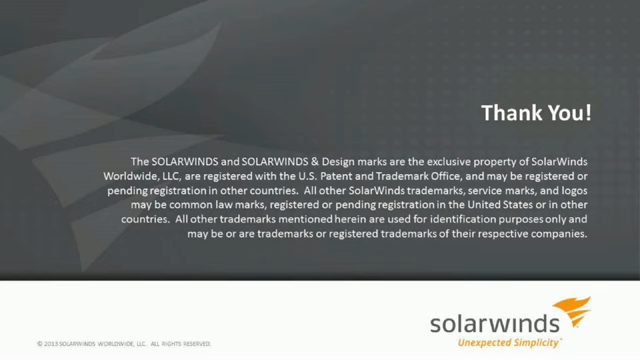 Thank You!
The SOLARWINDS and SOLARWINDS & Design marks are the exclusive property of SolarWinds
Worldwide, LLC, are registered with the U.S. Patent and Trademark Office, and may be registered or
pending registration in other countries.  All other SolarWinds trademarks, service marks, and logos
may be common law marks, registered or pending registration in the United States or in other
countries.  All other trademarks mentioned herein are used for identification purposes only and
may be or are trademarks or registered trademarks of their respective companies.
solarwinds
Unexpected Simplicity™
© 2013 SOLARWINDS WORLDWIDE, LLC.  ALL RIGHTS RESERVED.